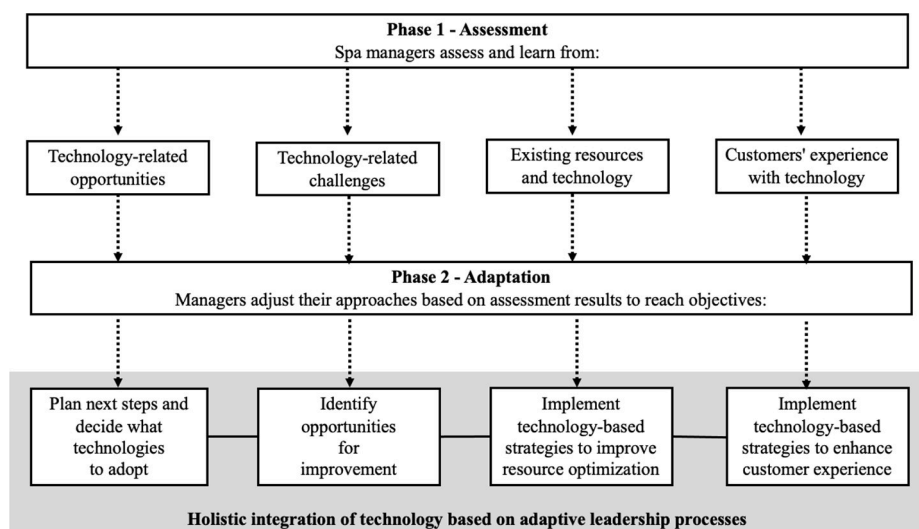 Phase 1 - Assessment
Spa managers assess and learn from:
Technology-related
opportunities
Technology-related
challenges
Existing resources
and technology
Customers' experience
with technology
Phase 2 - Adaptation
Managers adjust their approaches based on assessment results to reach objectives:
Plan next steps and
decide what
technologies
to adopt
Identify
opportunities
for
improvement
Implement
technology-based
strategies to improve
resource optimization
Implement
technology-based
strategies to enhance
customer experience
Holistic integration of technology based on adaptive leadership processes